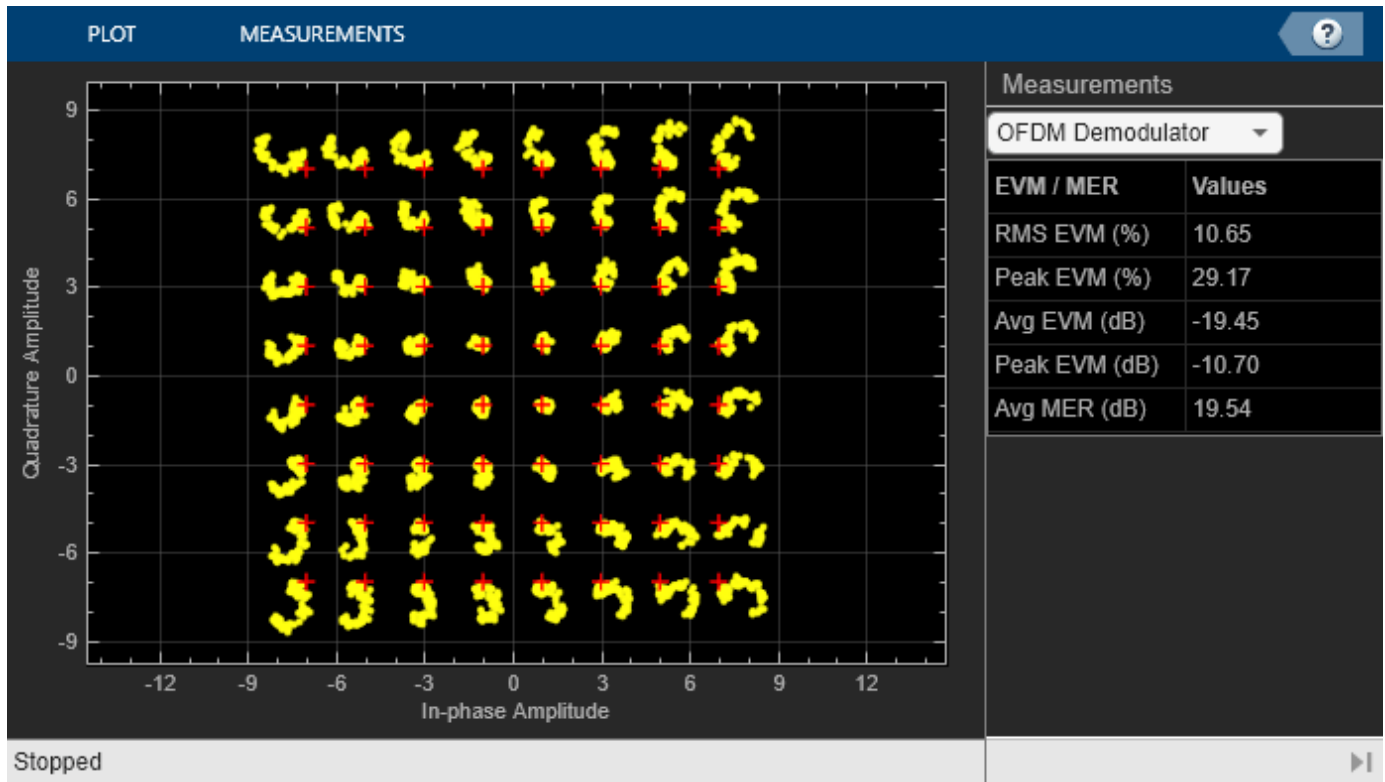 PLOT MEASUREMENTS ?
Measurements
OFDM Demodulator
EVM / MER Values
RMS EVM (%) 10.65
Peak EVM (%) 29.17
Avg EVM (dB) -19.45
Peak EVM (dB) -10.70
Avg MER (dB) 19.54
Quadrature Amplitude
9
6
3
0
-3
-6
-9
-12 -9 -6 -3 0 3 6 9 12
In-phase Amplitude
Stopped